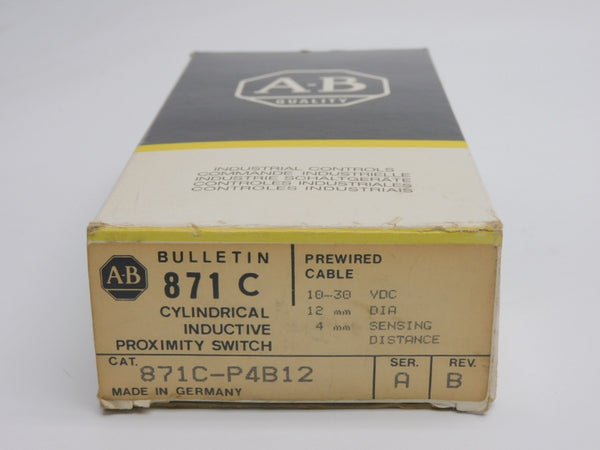 A-B
QUALITY
INDUSTRIAL CONTROLS
COMMANDE INDUSTRIELLE
INDUSTRIE SCHALTGERÄTE
CONTROLES INDUSTRIALES
CONTROLES INDUSTRIAIS
A-B
BULLETIN
871 C
CYLINDRICAL
INDUCTIVE
PROXIMITY SWITCH
PREWIRED
CABLE
10-30 VDC
12 mm DIA
4 mm SENSING
DISTANCE
CAT.
871C-P4B12
MADE IN GERMANY
SER.
A
REV.
B